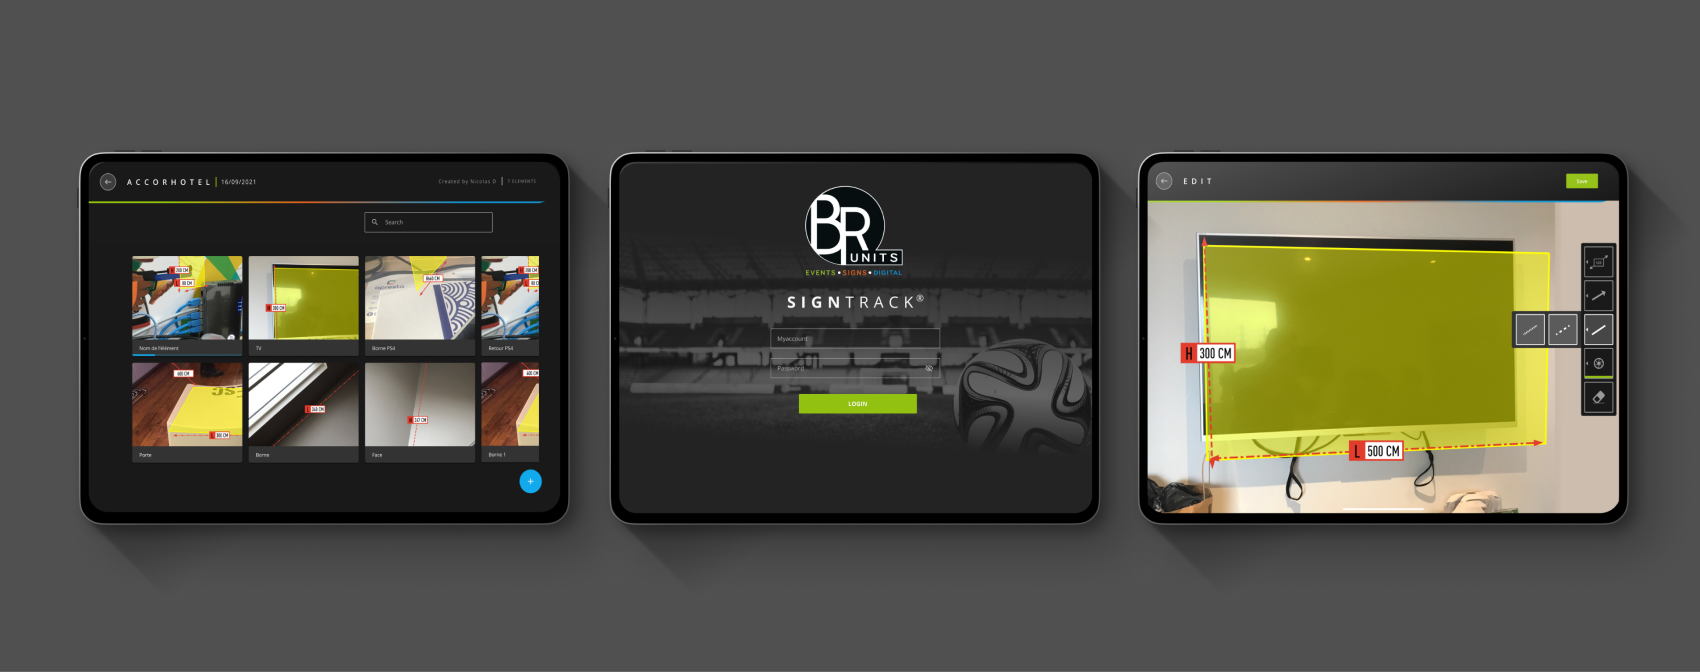 ACCORHOTEL | 16/09/2021
Created by Nicolas D | 7 ELEMENTS
Search
Nom de l'élément
TV
Borne PS4
Retour PS4
600 CM
Porte
Borne
Face
Borne 1
+
BR
UNITS
EVENTS • SIGNS • DIGITAL
SIGNTRACK®
Myaccount
Password
LOGIN
EDIT
Save
H 300 CM
L 500 CM